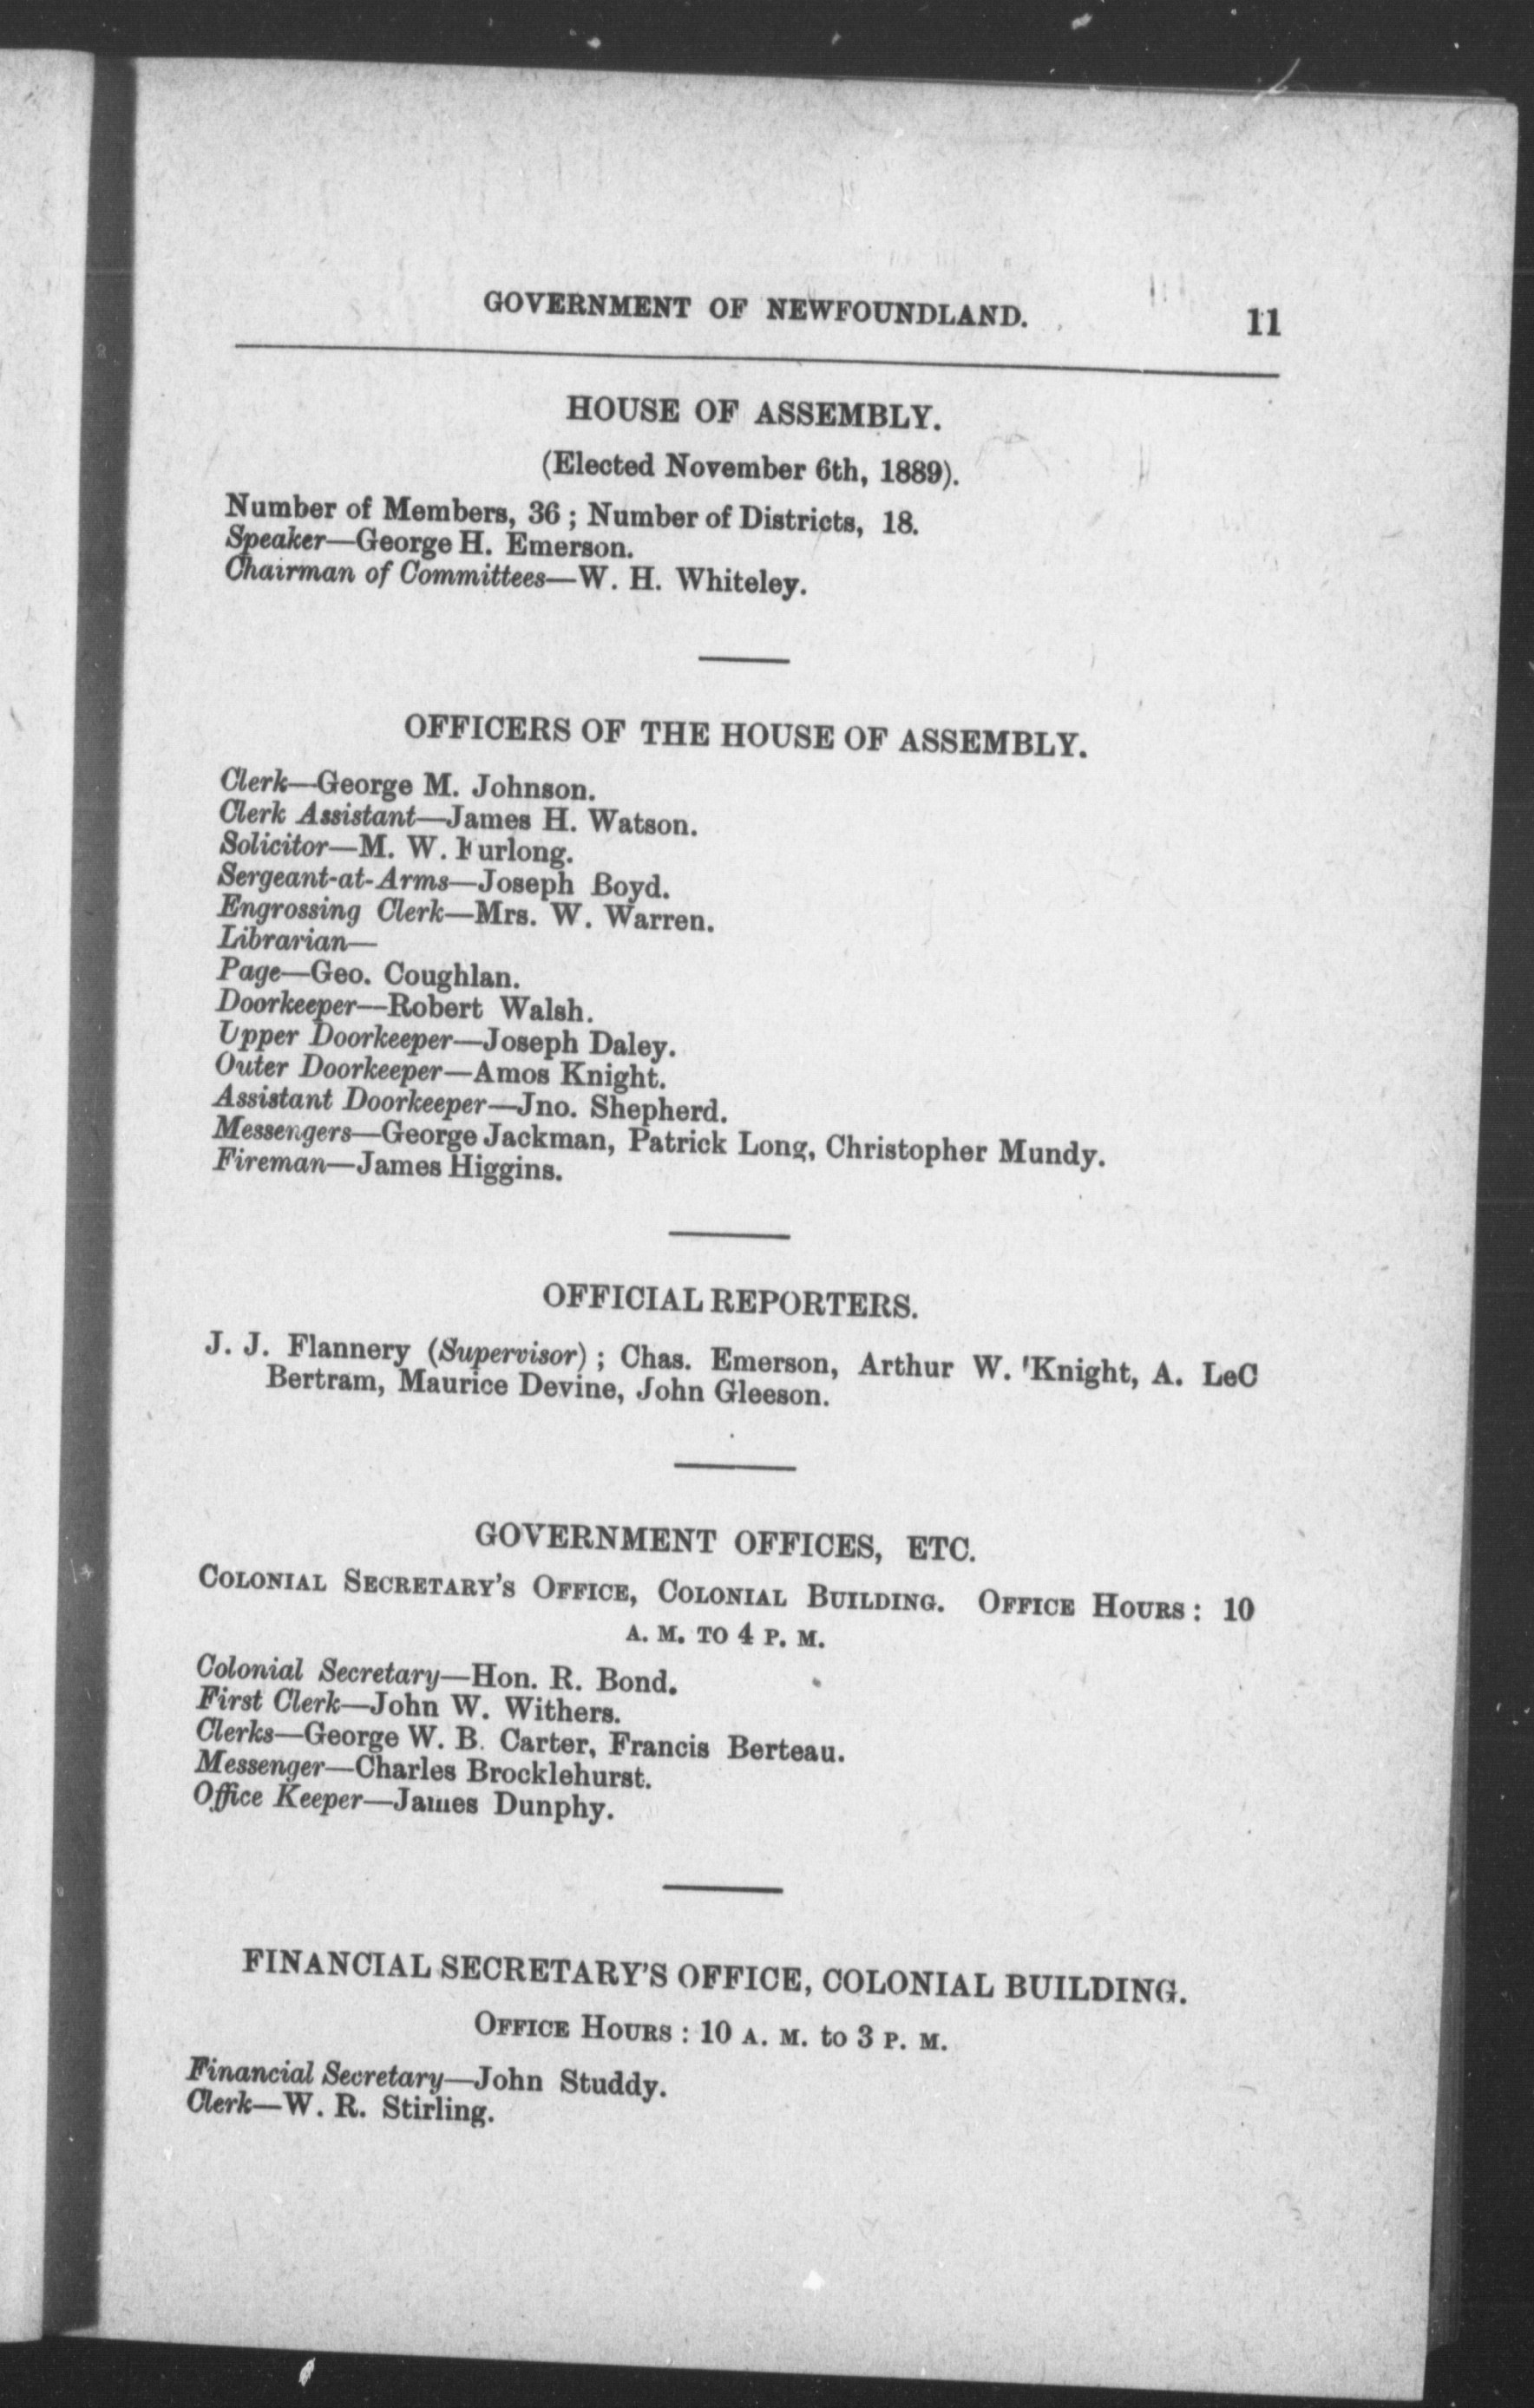 GOVERNMENT OF NEWFOUNDLAND. 11
HOUSE OF ASSEMBLY.
(Elected November 6th, 1889).
Number of Members, 36 ; Number of Districts, 18.
Speaker—George H. Emerson.
Chairman of Committees—W. H. Whiteley.
OFFICERS OF THE HOUSE OF ASSEMBLY.
Clerk—George M. Johnson.
Clerk Assistant—James H. Watson.
Solicitor—M. W. Furlong.
Sergeant-at-Arms—Joseph Boyd.
Engrossing Clerk—Mrs. W. Warren.
Librarian—
Page—Geo. Coughlan.
Doorkeeper—Robert Walsh.
Upper Doorkeeper—Joseph Daley.
Outer Doorkeeper—Amos Knight.
Assistant Doorkeeper—Jno. Shepherd.
Messengers—George Jackman, Patrick Long, Christopher Mundy.
Fireman—James Higgins.
OFFICIAL REPORTERS.
J. J. Flannery (Supervisor) ; Chas. Emerson, Arthur W. 'Knight, A. LeC
Bertram, Maurice Devine, John Gleeson.
GOVERNMENT OFFICES, ETC.
COLONIAL SECRETARY'S OFFICE, COLONIAL BUILDING. OFFICE HOURS : 10
A. M. TO 4 P. M.
Colonial Secretary—Hon. R. Bond.
First Clerk—John W. Withers.
Clerks—George W. B. Carter, Francis Berteau.
Messenger—Charles Brocklehurst.
Office Keeper—James Dunphy.
FINANCIAL SECRETARY'S OFFICE, COLONIAL BUILDING.
OFFICE HOURS : 10 A. M. to 3 P. M.
Financial Secretary—John Studdy.
Clerk—W. R. Stirling.